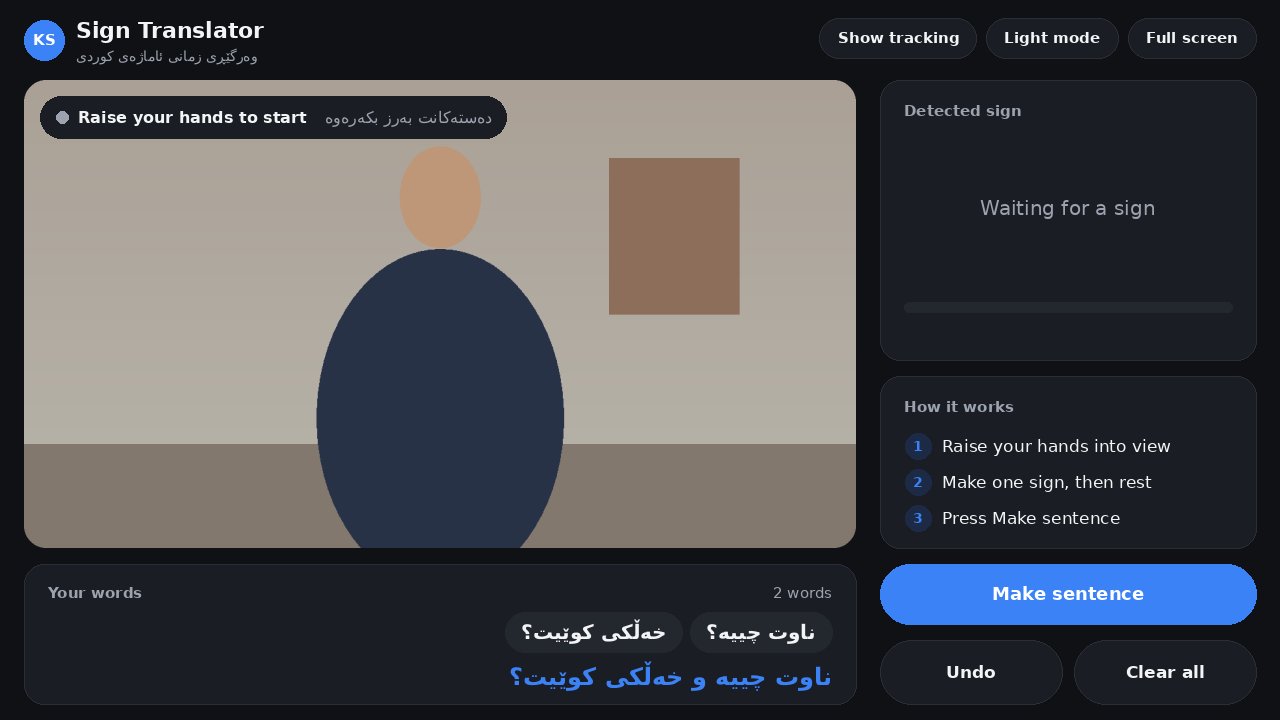 KS
Sign Translator
وەرگێڕی زمانی ئاماژەی کوردی
Show tracking
Light mode
Full screen
Raise your hands to start دەستەکانت بەرز بکەرەوە
Detected sign
Waiting for a sign
How it works
1 Raise your hands into view
2 Make one sign, then rest
3 Press Make sentence
Your words
2 words
ناوت چییە؟
خەڵکی کوێیت؟
ناوت چییە و خەڵکی کوێیت؟
Make sentence
Undo
Clear all